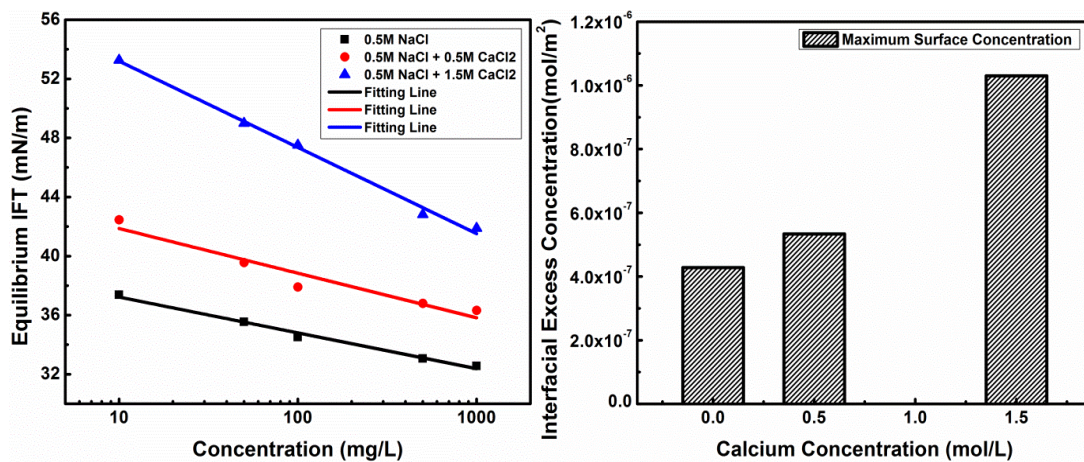 Equilibrium IFT (mN/m)
60
56
52
48
44
40
36
32
10
100
1000
Concentration (mg/L)
0.5M NaCl
0.5M NaCl + 0.5M CaCl2
0.5M NaCl + 1.5M CaCl2
Fitting Line
Fitting Line
Fitting Line
Interfacial Excess Concentration(mol/m²)
1.2x10⁻⁶
1.0x10⁻⁶
8.0x10⁻⁷
6.0x10⁻⁷
4.0x10⁻⁷
2.0x10⁻⁷
0.0
0.0
0.5
1.0
1.5
Calcium Concentration (mol/L)
Maximum Surface Concentration